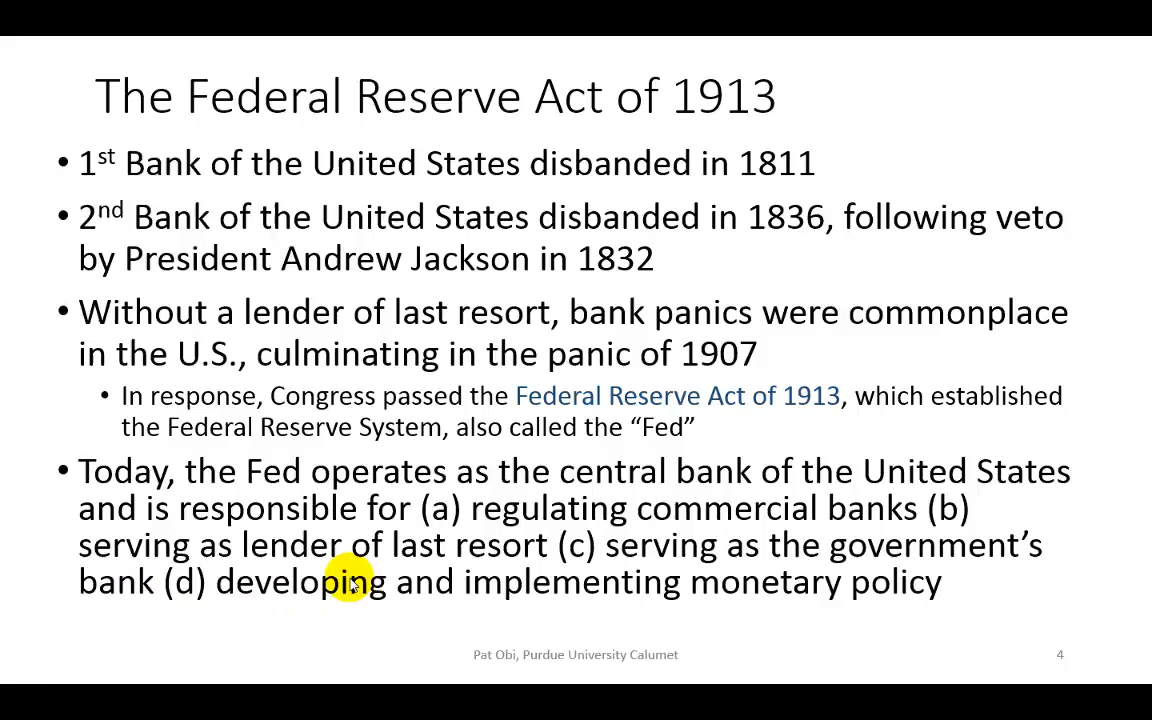 The Federal Reserve Act of 1913
• 1st Bank of the United States disbanded in 1811
• 2nd Bank of the United States disbanded in 1836, following veto
by President Andrew Jackson in 1832
• Without a lender of last resort, bank panics were commonplace
in the U.S., culminating in the panic of 1907
• In response, Congress passed the Federal Reserve Act of 1913, which established
the Federal Reserve System, also called the “Fed”
• Today, the Fed operates as the central bank of the United States
and is responsible for (a) regulating commercial banks (b)
serving as lender of last resort (c) serving as the government’s
bank (d) developing and implementing monetary policy
Pat Obi, Purdue University Calumet
4